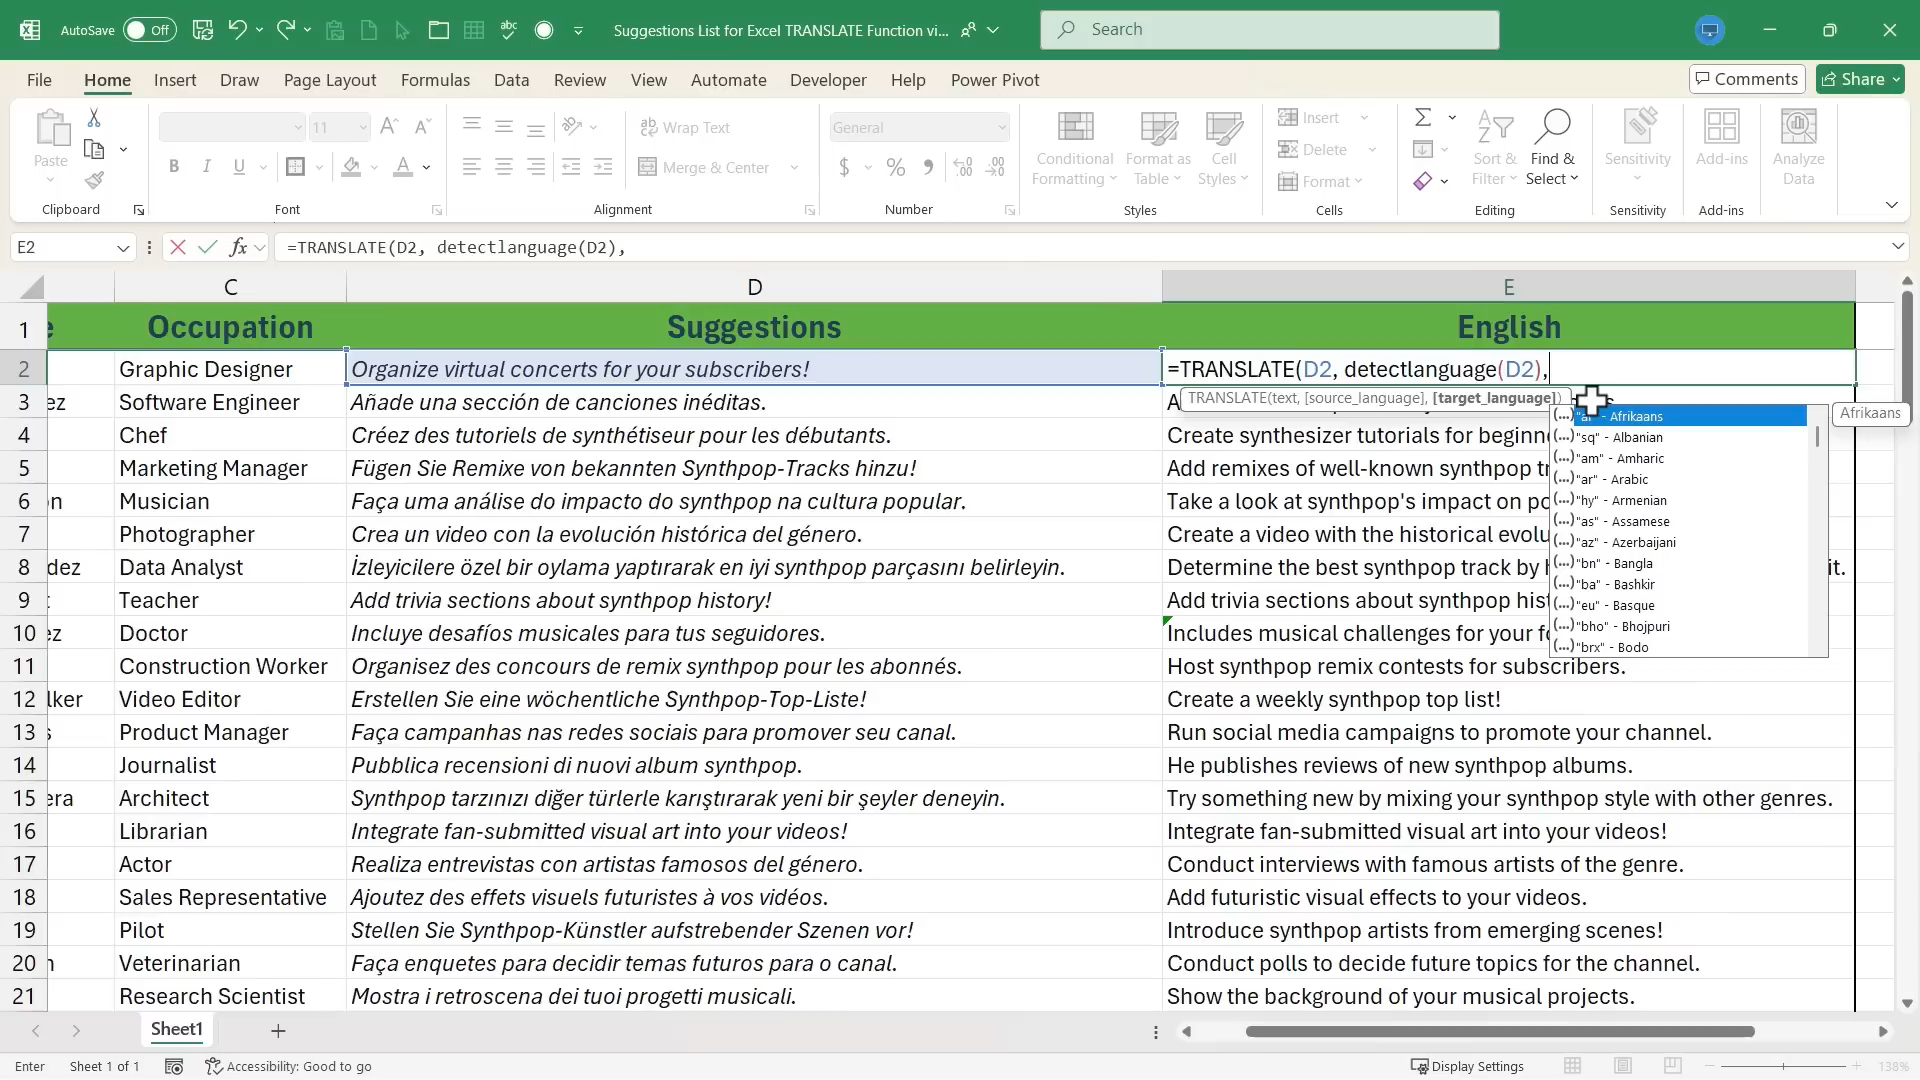 AutoSave Off
Suggestions List for Excel TRANSLATE Function vi...
Search
File Home Insert Draw Page Layout Formulas Data Review View Automate Developer Help Power Pivot
Comments Share
Paste
11
Wrap Text
Merge & Center
General
Conditional Formatting
Format as Table
Cell Styles
Insert
Delete
Format
Sort & Filter
Find & Select
Sensitivity
Add-ins
Analyze Data
Clipboard Font Alignment Number Styles Cells Editing Sensitivity Add-ins
E2 fx =TRANSLATE(D2, detectlanguage(D2),
C D E
1 e Occupation Suggestions English
2 Graphic Designer Organize virtual concerts for your subscribers! =TRANSLATE(D2, detectlanguage(D2),
TRANSLATE(text, [source_language], [target_language])
3 ez Software Engineer Añade una sección de canciones inéditas. A
4 Chef Créez des tutoriels de synthétiseur pour les débutants. Create synthesizer tutorials for beginn
5 Marketing Manager Fügen Sie Remixe von bekannten Synthpop-Tracks hinzu! Add remixes of well-known synthpop tr
6 on Musician Faça uma análise do impacto do synthpop na cultura popular. Take a look at synthpop's impact on po
7 Photographer Crea un video con la evolución histórica del género. Create a video with the historical evolu
8 dez Data Analyst İzleyicilere özel bir oylama yaptırarak en iyi synthpop parçasını belirleyin. Determine the best synthpop track by h it.
9 Teacher Add trivia sections about synthpop history! Add trivia sections about synthpop hist
10 ez Doctor Incluye desafíos musicales para tus seguidores. Includes musical challenges for your fo
11 Construction Worker Organisez des concours de remix synthpop pour les abonnés. Host synthpop remix contests for subscribers.
12 lker Video Editor Erstellen Sie eine wöchentliche Synthpop-Top-Liste! Create a weekly synthpop top list!
13 s Product Manager Faça campanhas nas redes sociais para promover seu canal. Run social media campaigns to promote your channel.
14 Journalist Pubblica recensioni di nuovi album synthpop. He publishes reviews of new synthpop albums.
15 era Architect Synthpop tarzınızı diğer türlerle karıştırarak yeni bir şeyler deneyin. Try something new by mixing your synthpop style with other genres.
16 Librarian Integrate fan-submitted visual art into your videos! Integrate fan-submitted visual art into your videos!
17 Actor Realiza entrevistas con artistas famosos del género. Conduct interviews with famous artists of the genre.
18 Sales Representative Ajoutez des effets visuels futuristes à vos vidéos. Add futuristic visual effects to your videos.
19 Pilot Stellen Sie Synthpop-Künstler aufstrebender Szenen vor! Introduce synthpop artists from emerging scenes!
20 n Veterinarian Faça enquetes para decidir temas futuros para o canal. Conduct polls to decide future topics for the channel.
21 Research Scientist Mostra i retroscena dei tuoi progetti musicali. Show the background of your musical projects.
"af" - Afrikaans
"sq" - Albanian
"am" - Amharic
"ar" - Arabic
"hy" - Armenian
"as" - Assamese
"az" - Azerbaijani
"bn" - Bangla
"ba" - Bashkir
"eu" - Basque
"bho" - Bhojpuri
"brx" - Bodo
Afrikaans
Sheet1
Enter Sheet 1 of 1 Accessibility: Good to go Display Settings 138%